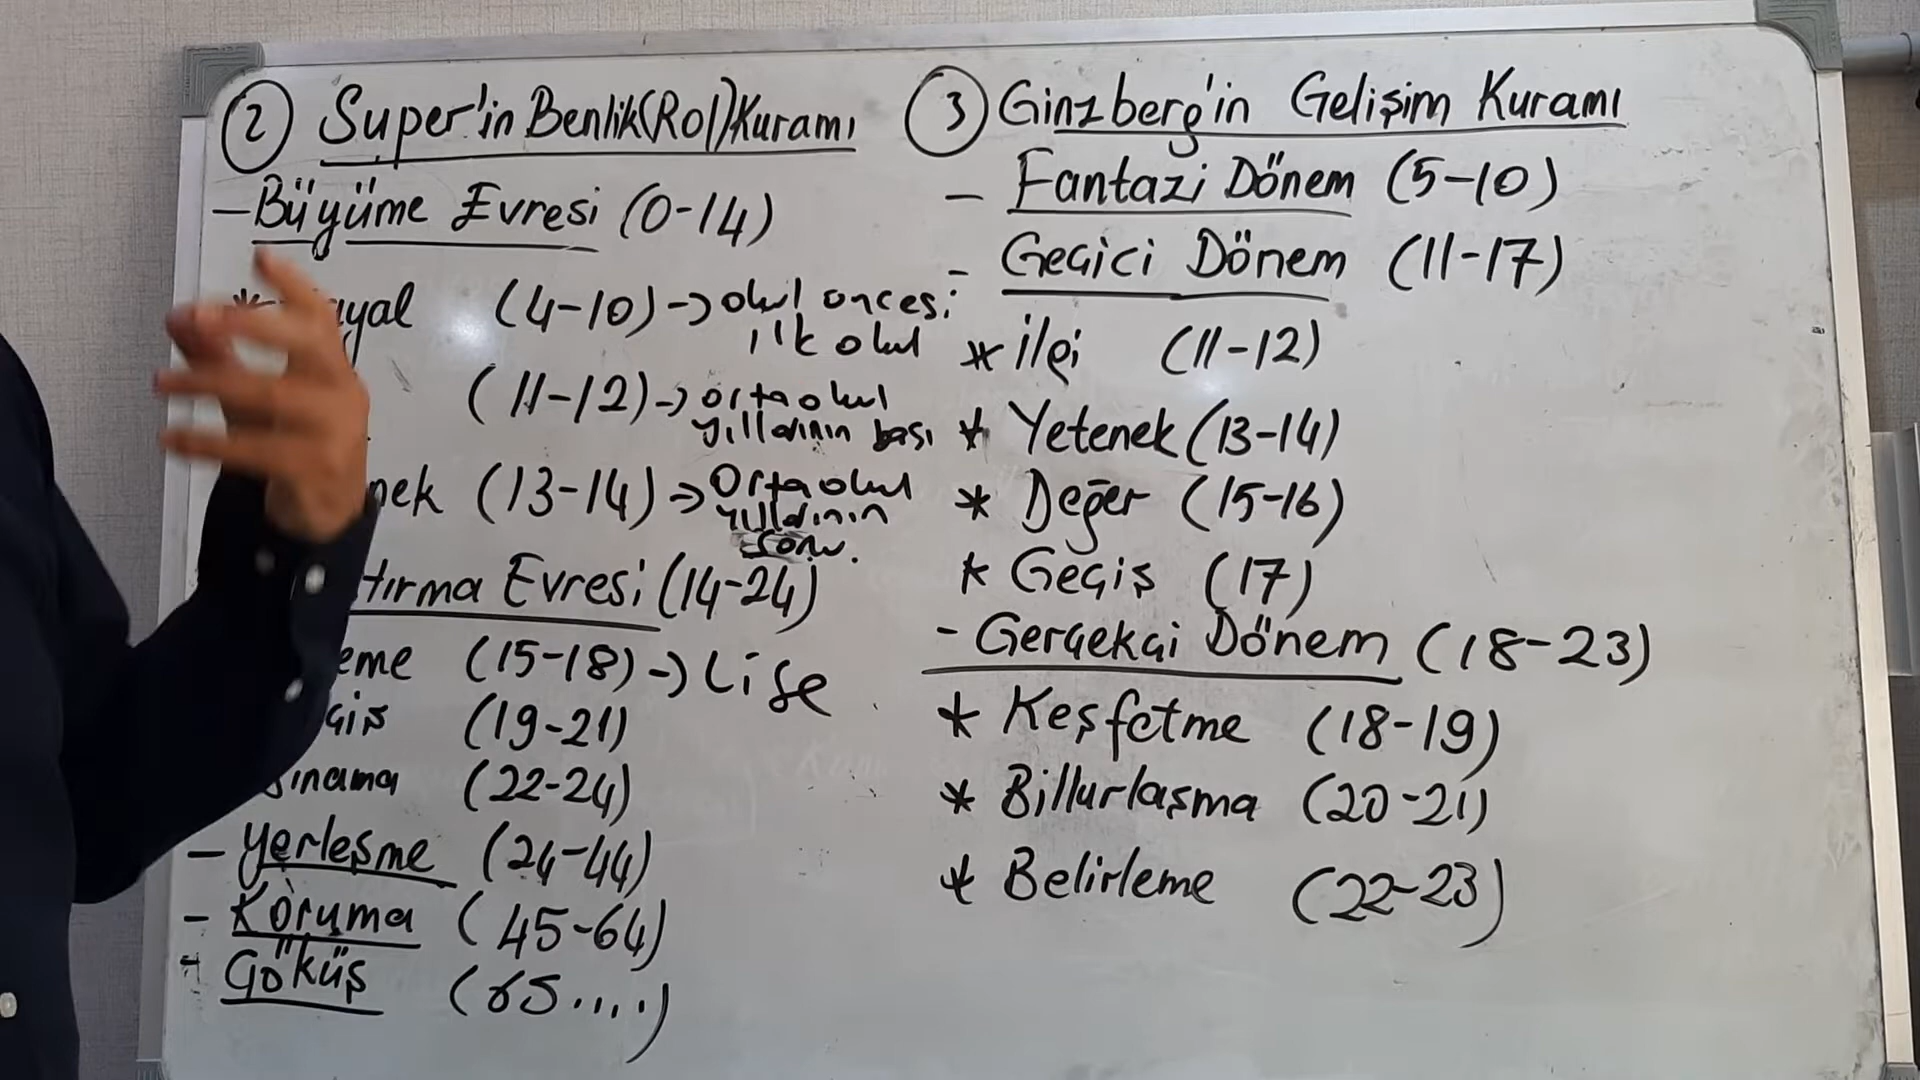 2 Super'in Benlik(Rol)Kuramı
- Büyüme Evresi (0-14)
(4-10) -> okul öncesi
ilkokul
(11-12) -> ortaokul
yıllarının başı
(13-14) -> Ortaokul
yıllarının
sonu.
Evresi (14-24)
(15-18) -> Lise
(19-21)
Sınama (22-24)
- Yerleşme (24-44)
- Koruma (45-64)
- Çöküş (65....)
3 Ginzberg'in Gelişim Kuramı
- Fantazi Dönem (5-10)
- Geçici Dönem (11-17)
* İlgi (11-12)
* Yetenek (13-14)
* Değer (15-16)
* Geçiş (17)
- Gerçekçi Dönem (18-23)
* Keşfetme (18-19)
* Billurlaşma (20-21)
* Belirleme (22-23)